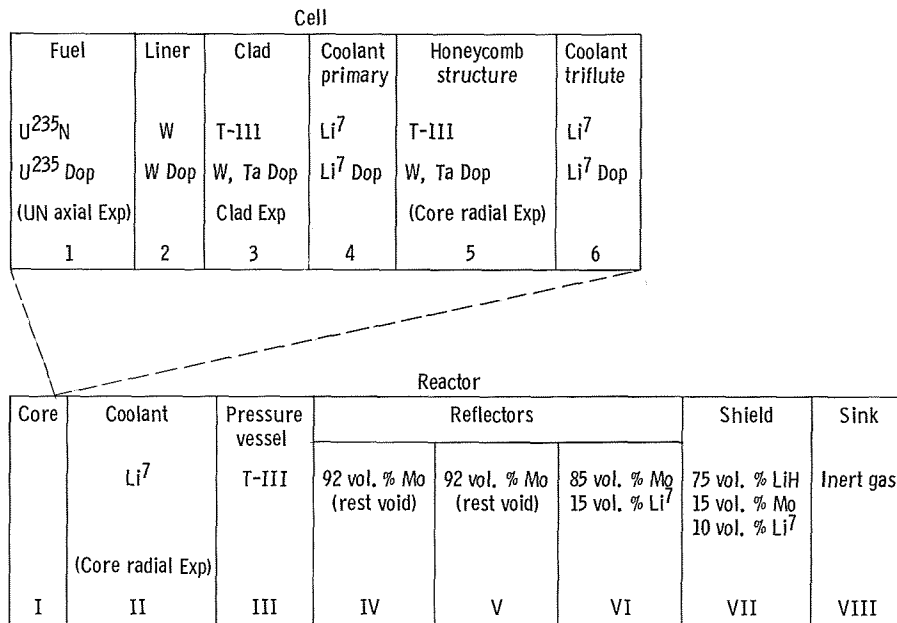 Cell
Fuel Liner Clad Coolant primary Honeycomb structure Coolant triflute
U²³⁵N W T-111 Li⁷ T-111 Li⁷
U²³⁵ Dop W Dop W, Ta Dop Li⁷ Dop W, Ta Dop Li⁷ Dop
(UN axial Exp) Clad Exp (Core radial Exp)
1 2 3 4 5 6
Reactor
Core Coolant Pressure vessel Reflectors Shield Sink
Li⁷ T-111 92 vol. % Mo 92 vol. % Mo 85 vol. % Mo 75 vol. % LiH Inert gas
(rest void) (rest void) 15 vol. % Li⁷ 15 vol. % Mo
10 vol. % Li⁷
(Core radial Exp)
I II III IV V VI VII VIII